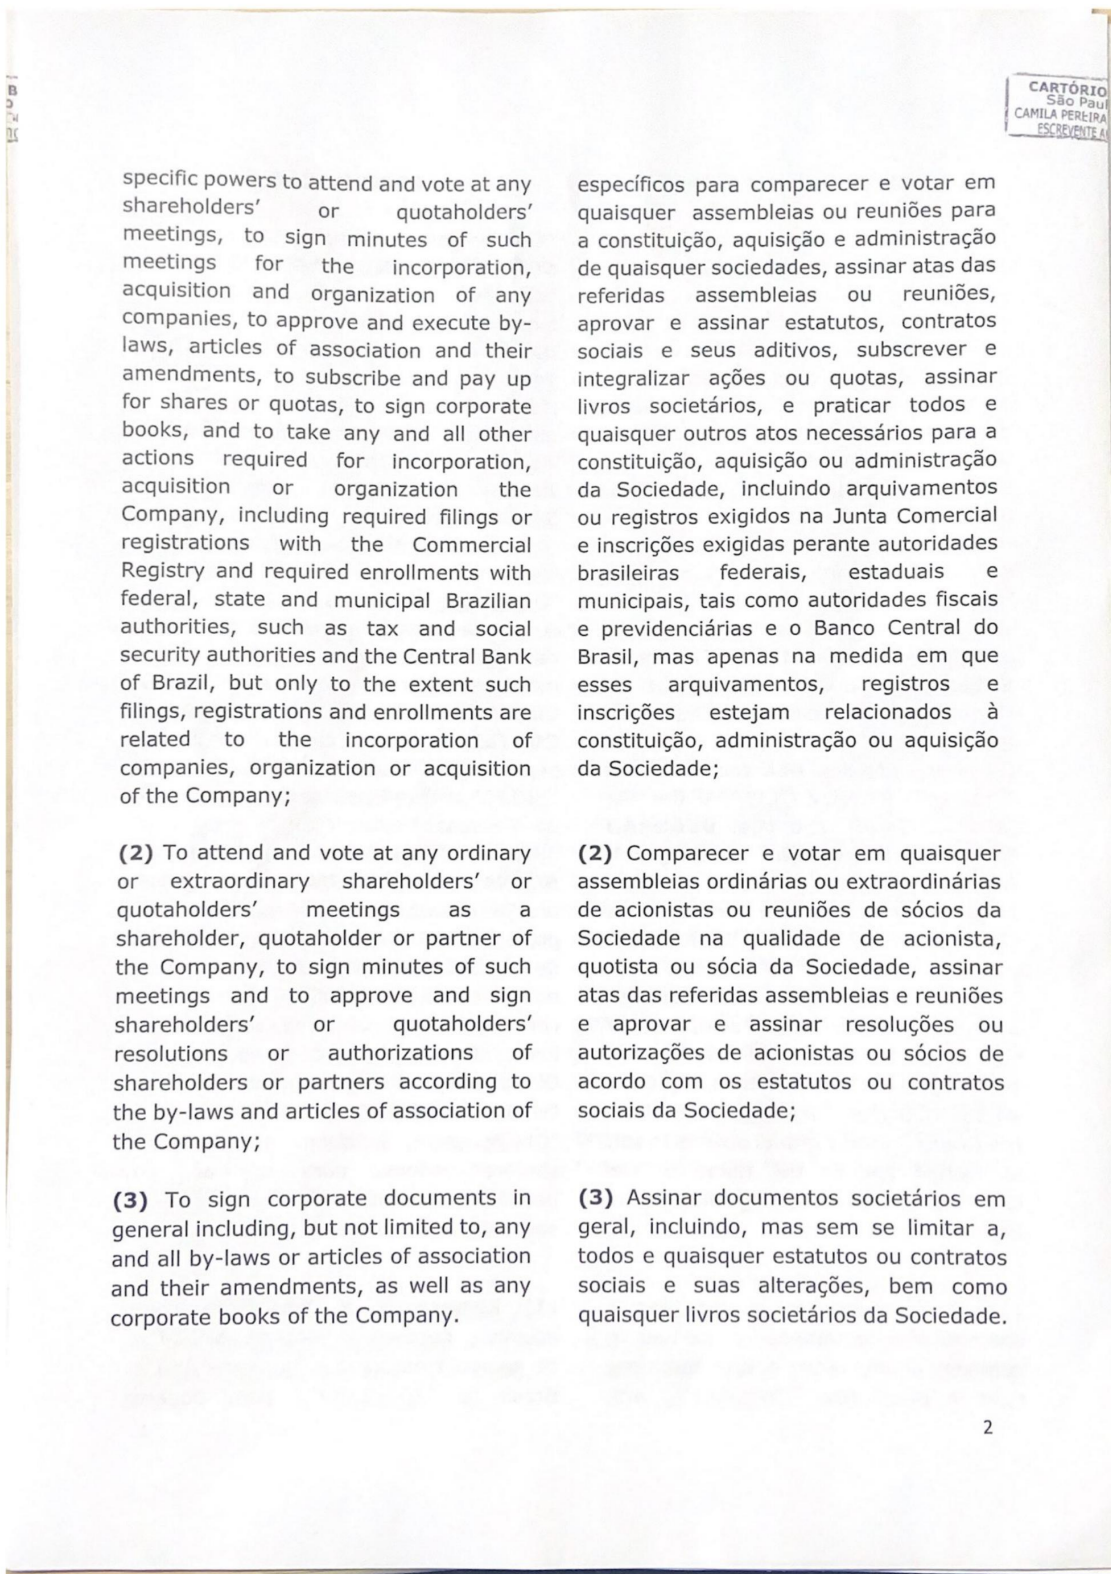 CARTÓRIO
São Paul
CAMILA PEREIRA
ESCREVENTE A
specific powers to attend and vote at any
shareholders' or quotaholders'
meetings, to sign minutes of such
meetings for the incorporation,
acquisition and organization of any
companies, to approve and execute by-
laws, articles of association and their
amendments, to subscribe and pay up
for shares or quotas, to sign corporate
books, and to take any and all other
actions required for incorporation,
acquisition or organization the
Company, including required filings or
registrations with the Commercial
Registry and required enrollments with
federal, state and municipal Brazilian
authorities, such as tax and social
security authorities and the Central Bank
of Brazil, but only to the extent such
filings, registrations and enrollments are
related to the incorporation of
companies, organization or acquisition
of the Company;
(2) To attend and vote at any ordinary
or extraordinary shareholders' or
quotaholders' meetings as a
shareholder, quotaholder or partner of
the Company, to sign minutes of such
meetings and to approve and sign
shareholders' or quotaholders'
resolutions or authorizations of
shareholders or partners according to
the by-laws and articles of association of
the Company;
(3) To sign corporate documents in
general including, but not limited to, any
and all by-laws or articles of association
and their amendments, as well as any
corporate books of the Company.
específicos para comparecer e votar em
quaisquer assembleias ou reuniões para
a constituição, aquisição e administração
de quaisquer sociedades, assinar atas das
referidas assembleias ou reuniões,
aprovar e assinar estatutos, contratos
sociais e seus aditivos, subscrever e
integralizar ações ou quotas, assinar
livros societários, e praticar todos e
quaisquer outros atos necessários para a
constituição, aquisição ou administração
da Sociedade, incluindo arquivamentos
ou registros exigidos na Junta Comercial
e inscrições exigidas perante autoridades
brasileiras federais, estaduais e
municipais, tais como autoridades fiscais
e previdenciárias e o Banco Central do
Brasil, mas apenas na medida em que
esses arquivamentos, registros e
inscrições estejam relacionados à
constituição, administração ou aquisição
da Sociedade;
(2) Comparecer e votar em quaisquer
assembleias ordinárias ou extraordinárias
de acionistas ou reuniões de sócios da
Sociedade na qualidade de acionista,
quotista ou sócia da Sociedade, assinar
atas das referidas assembleias e reuniões
e aprovar e assinar resoluções ou
autorizações de acionistas ou sócios de
acordo com os estatutos ou contratos
sociais da Sociedade;
(3) Assinar documentos societários em
geral, incluindo, mas sem se limitar a,
todos e quaisquer estatutos ou contratos
sociais e suas alterações, bem como
quaisquer livros societários da Sociedade.
2